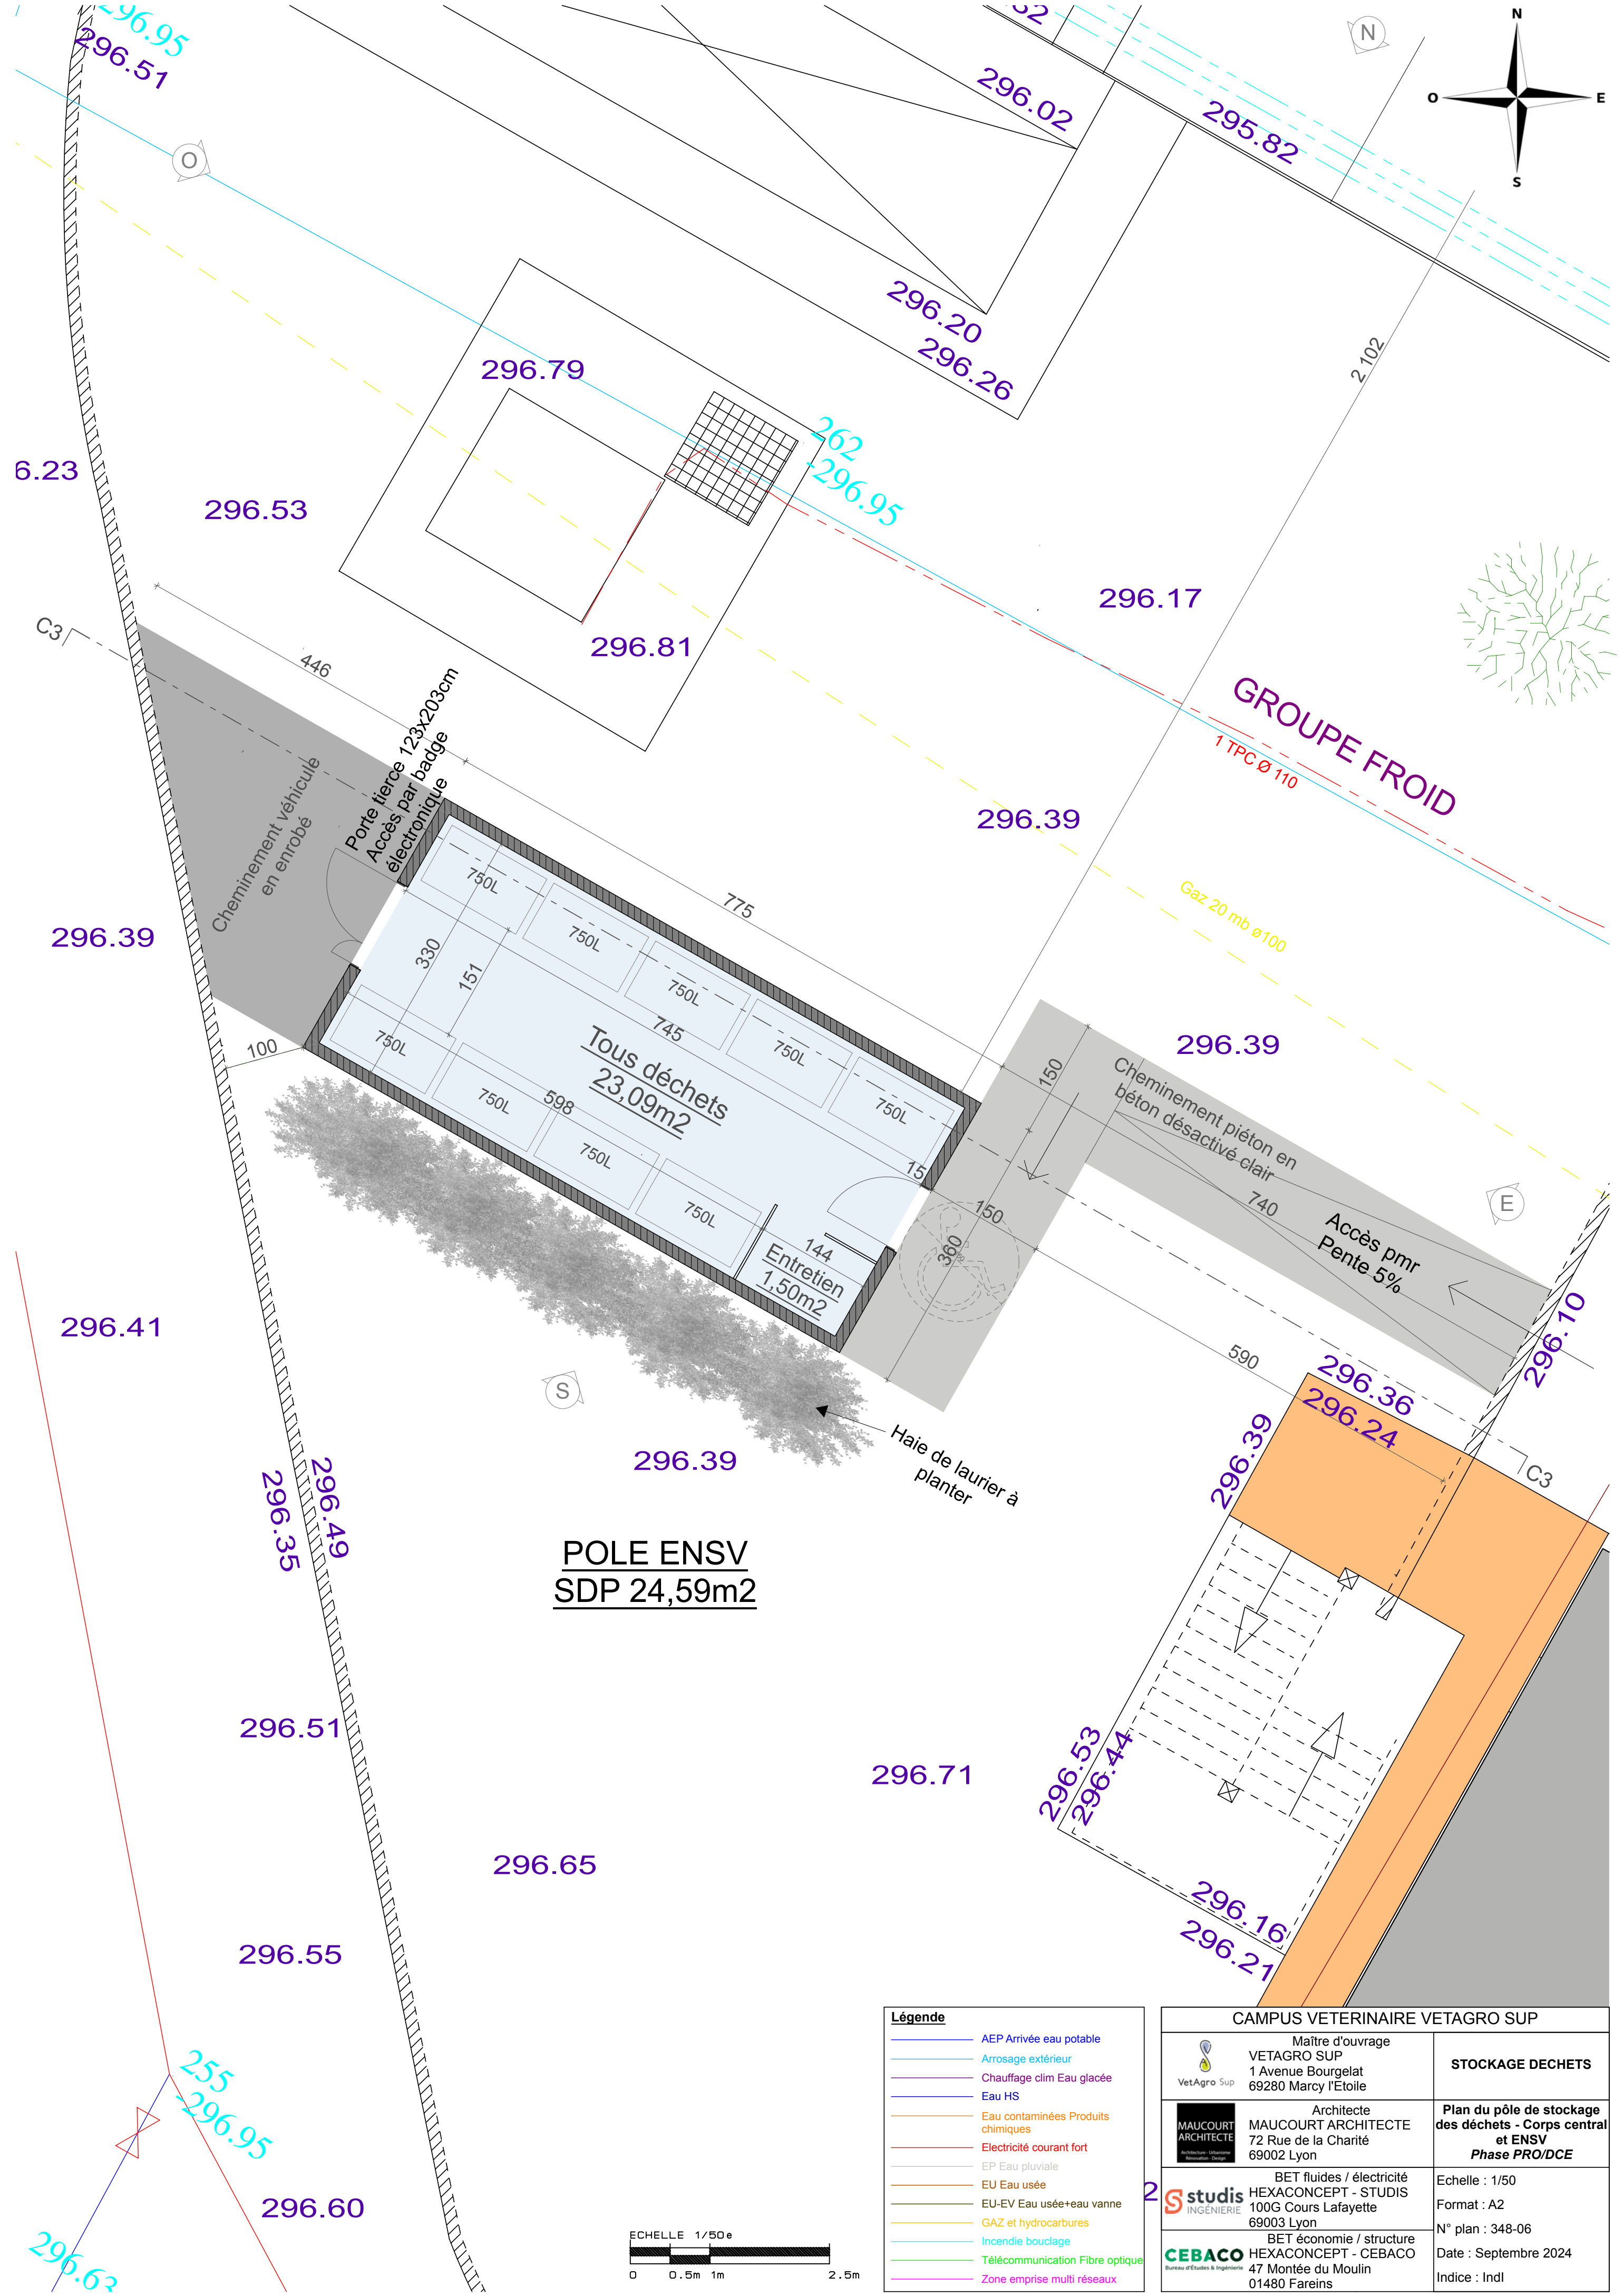 296.95
296.51
52
296.02
295.82
N
N
O
E
S
O
296.20
296.26
2 102
296.79
262
-296.95
6.23
296.53
296.17
296.81
C3
446
Porte tierce 123x203cm
Accès par badge
électronique
Cheminement véhicule
en enrobé
GROUPE FROID
1 TPC Ø 110
296.39
775
750L
750L
750L
750L
750L
330
151
745
Gaz 20 mb ø100
296.39
296.39
100
750L
750L
750L
750L
598
Tous déchets
23,09m2
150
Cheminement piéton en
béton désactivé clair
15
150
360
740
E
Accès pmr
Pente 5%
144
Entretien
1,50m2
296.10
296.41
590
296.36
296.24
S
296.39
296.39
Haie de laurier à
planter
C3
296.49
296.35
POLE ENSV
SDP 24,59m2
296.51
296.71
296.53
296.44
296.65
296.16
296.21
296.55
255
-296.95
296.60
296.63
ECHELLE 1/50e
0 0.5m 1m 2.5m
2
Légende
AEP Arrivée eau potable
Arrosage extérieur
Chauffage clim Eau glacée
Eau HS
Eau contaminées Produits
chimiques
Electricité courant fort
EP Eau pluviale
EU Eau usée
EU-EV Eau usée+eau vanne
GAZ et hydrocarbures
Incendie bouclage
Télécommunication Fibre optique
Zone emprise multi réseaux
CAMPUS VETERINAIRE VETAGRO SUP
VetAgro Sup
Maître d'ouvrage
VETAGRO SUP
1 Avenue Bourgelat
69280 Marcy l'Etoile
STOCKAGE DECHETS
MAUCOURT
ARCHITECTE
Architecture - Urbanisme
Rénovation - Design
Architecte
MAUCOURT ARCHITECTE
72 Rue de la Charité
69002 Lyon
Plan du pôle de stockage
des déchets - Corps central
et ENSV
Phase PRO/DCE
studis
INGÉNIERIE
BET fluides / électricité
HEXACONCEPT - STUDIS
100G Cours Lafayette
69003 Lyon
CEBACO
Bureau d'Études & Ingénierie
BET économie / structure
HEXACONCEPT - CEBACO
47 Montée du Moulin
01480 Fareins
Echelle : 1/50
Format : A2
N° plan : 348-06
Date : Septembre 2024
Indice : IndI